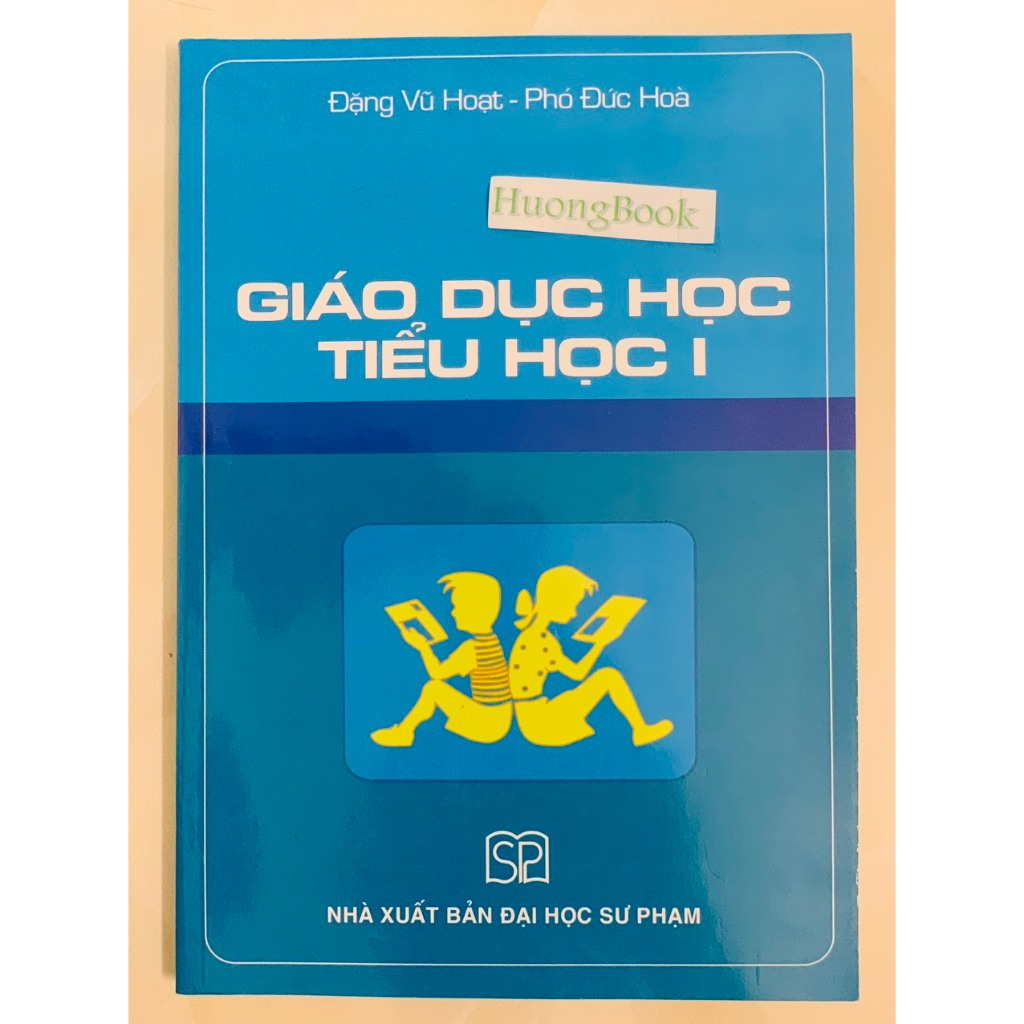 Đặng Vũ Hoạt - Phó Đức Hoà
HuongBook
GIÁO DỤC HỌC
TIỂU HỌC I
SP
NHÀ XUẤT BẢN ĐẠI HỌC SƯ PHẠM